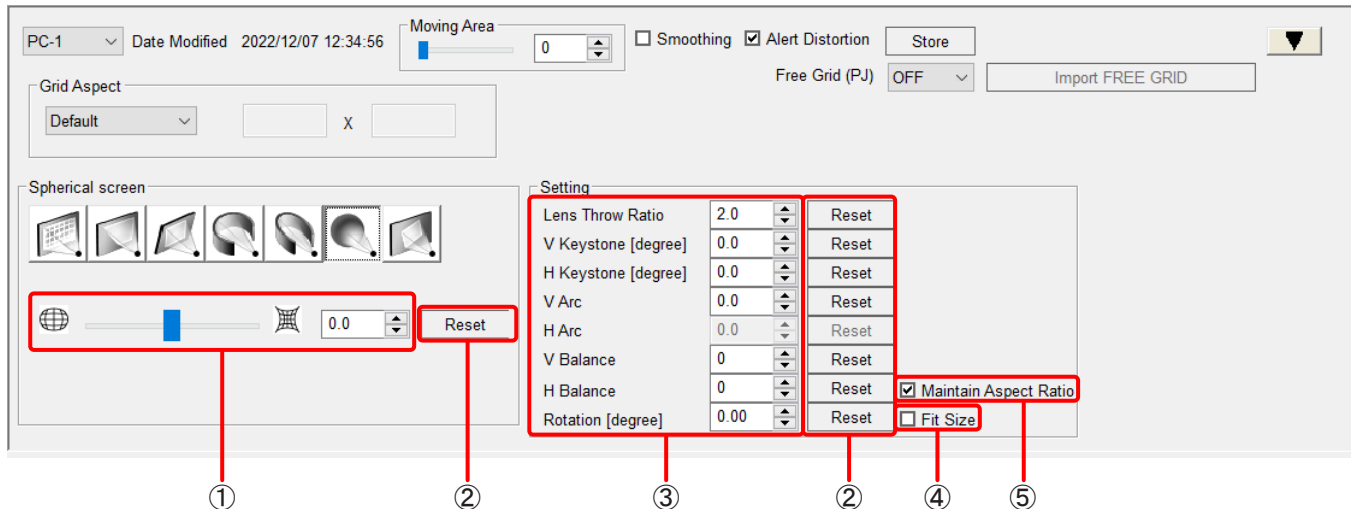 PC-1 Date Modified 2022/12/07 12:34:56 Moving Area 0 Smoothing Alert Distortion Store
Free Grid (PJ) OFF Import FREE GRID
Grid Aspect
Default X
Spherical screen
0.0 Reset
Setting
Lens Throw Ratio 2.0 Reset
V Keystone [degree] 0.0 Reset
H Keystone [degree] 0.0 Reset
V Arc 0.0 Reset
H Arc 0.0 Reset
V Balance 0 Reset
H Balance 0 Reset Maintain Aspect Ratio
Rotation [degree] 0.00 Reset Fit Size
① ② ③ ② ④ ⑤